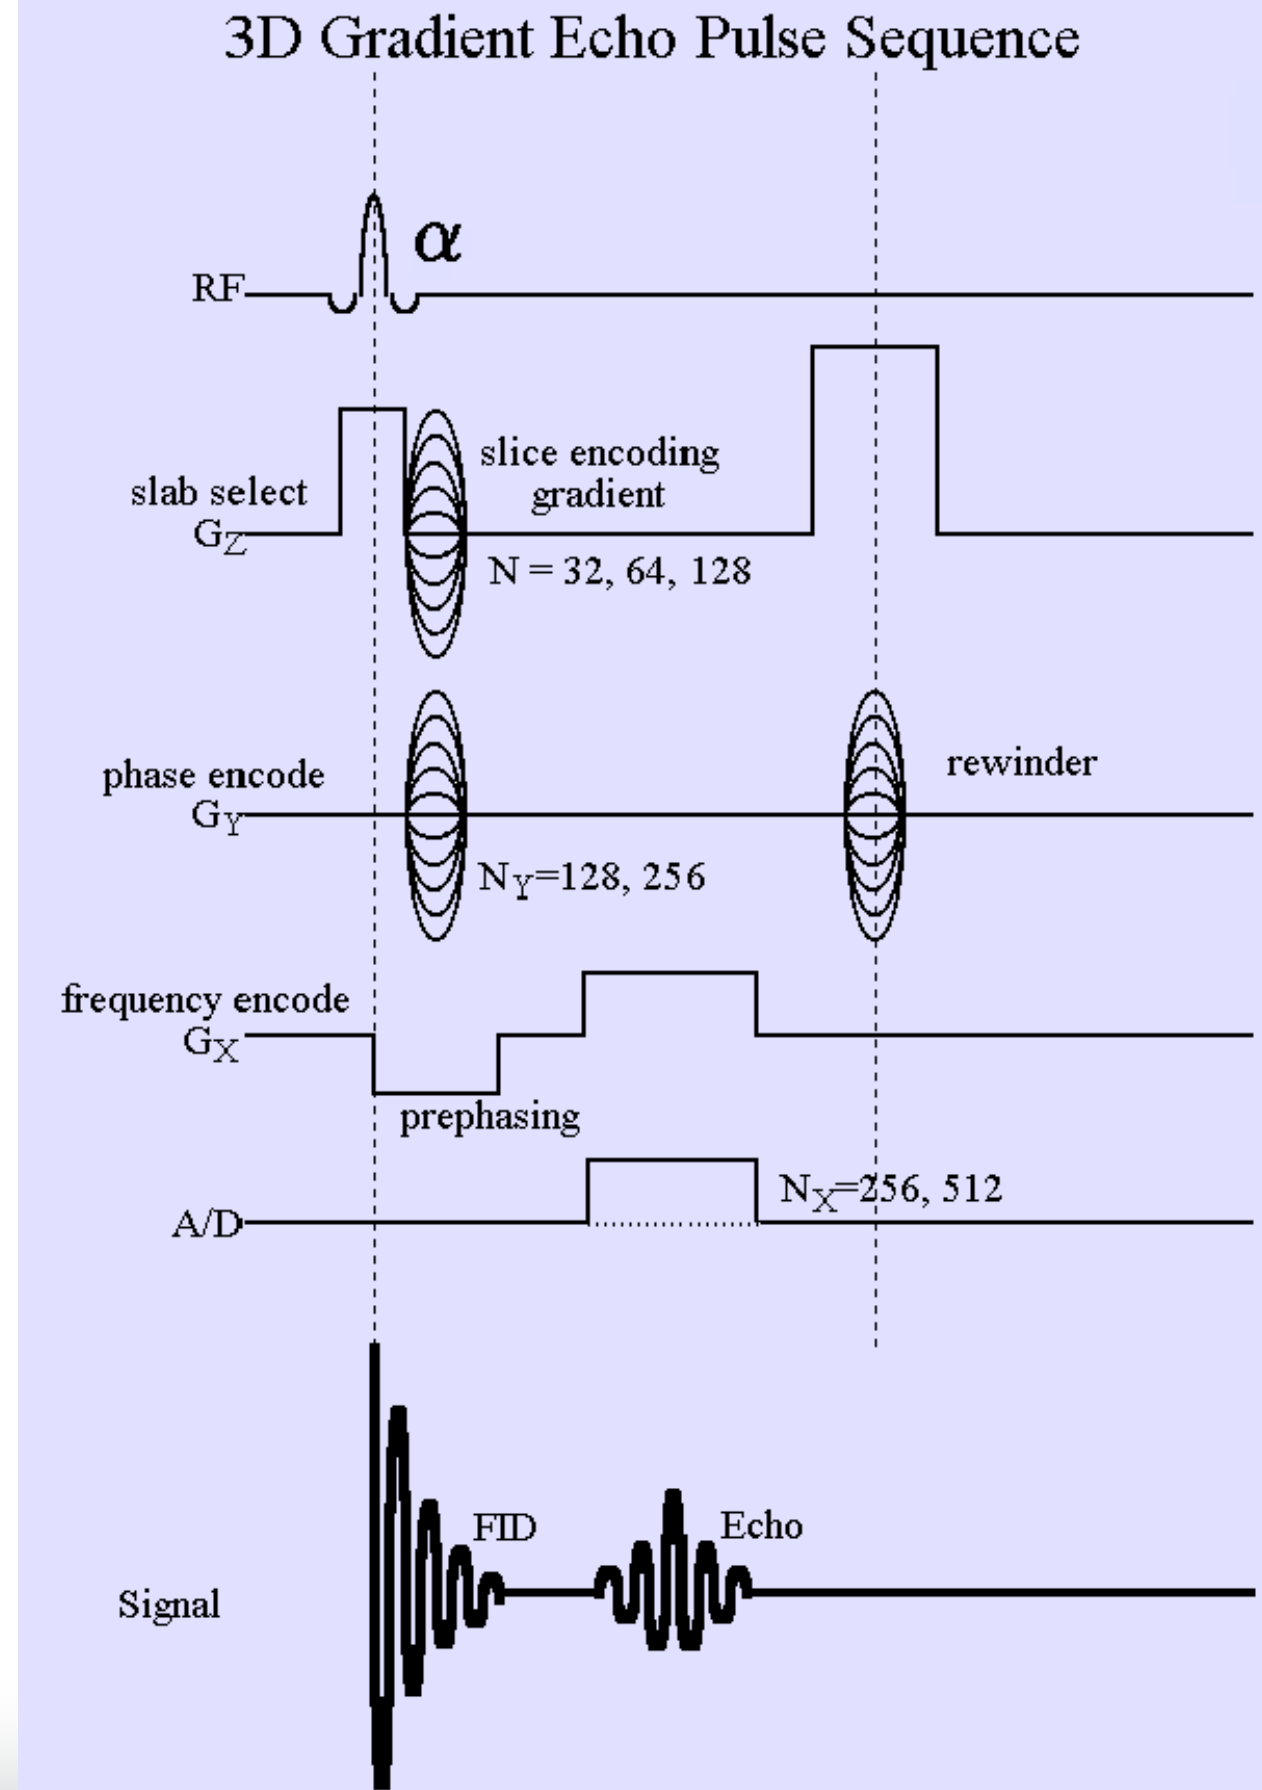 3D Gradient Echo Pulse Sequence
α
RF
slice encoding
gradient
slab select
GZ
N = 32, 64, 128
rewinder
phase encode
GY
NY=128, 256
frequency encode
GX
prephasing
NX=256, 512
A/D
FID
Echo
Signal